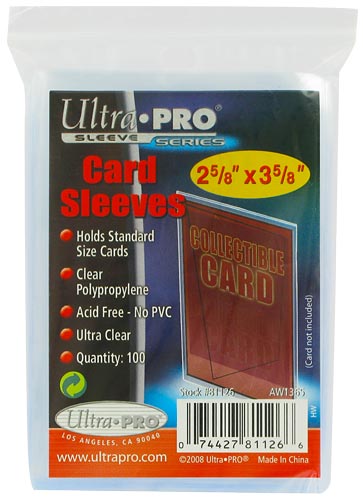 Ultra·PRO
SLEEVE SERIES
Card
Sleeves
2 5/8" x 3 5/8"
Holds Standard
Size Cards
Clear
Polypropylene
Acid Free - No PVC
Ultra Clear
Quantity: 100
COLLECTIBLE
CARD
(Card not included)
Stock #81126
AW1365
Ultra·PRO®
LOS ANGELES, CA 90040
www.ultrapro.com
HW
0 74427 81126 6
©2008 Ultra·PRO® Made In China